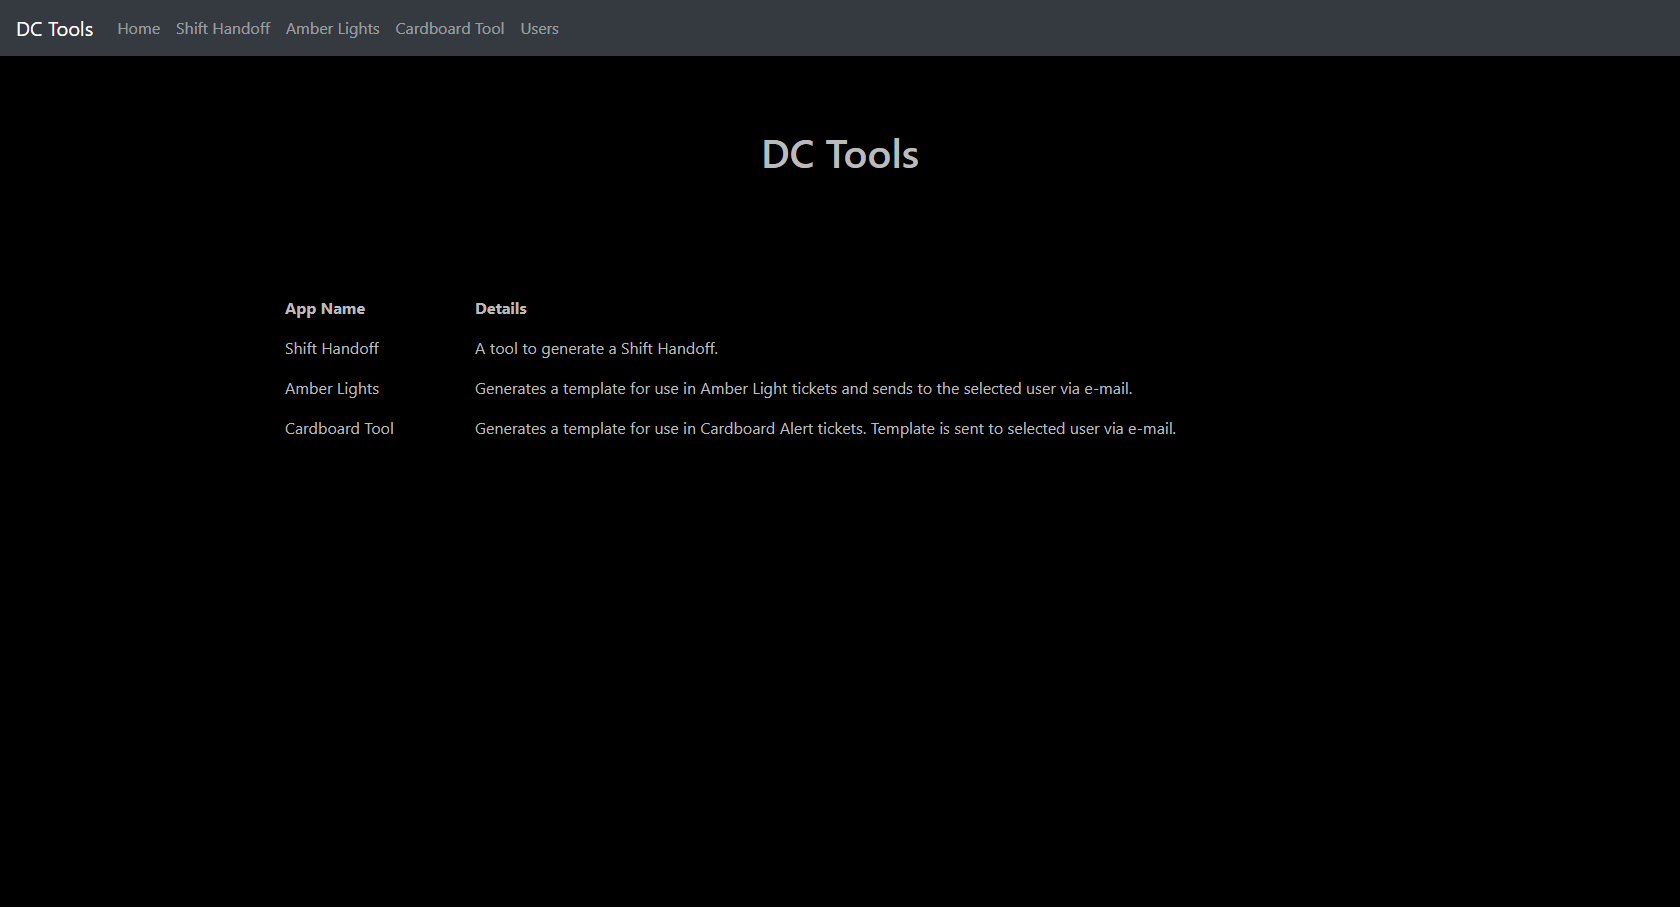 DC Tools Home Shift Handoff Amber Lights Cardboard Tool Users
DC Tools
App Name Details
Shift Handoff A tool to generate a Shift Handoff.
Amber Lights Generates a template for use in Amber Light tickets and sends to the selected user via e-mail.
Cardboard Tool Generates a template for use in Cardboard Alert tickets. Template is sent to selected user via e-mail.